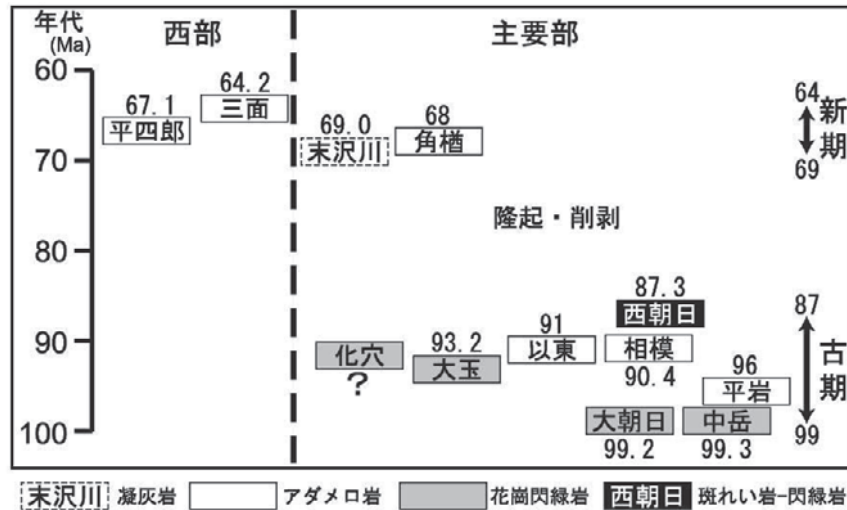 年代
(Ma)
西部
主要部
60
70
80
90
100
67.1
平四郎
64.2
三面
69.0
末沢川
68
角楢
64
新期
69
隆起・削剥
87.3
西朝日
化穴
?
93.2
大玉
91
以東
相模
90.4
96
平岩
大朝日
99.2
中岳
99.3
87
古期
99
末沢川 凝灰岩 アダメロ岩 花崗閃緑岩 西朝日 斑れい岩-閃緑岩